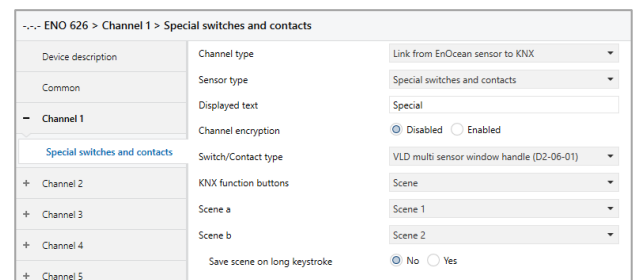 -.-.- ENO 626 > Channel 1 > Special switches and contacts
Device description
Common
− Channel 1
Special switches and contacts
+ Channel 2
+ Channel 3
+ Channel 4
+ Channel 5
Channel type Link from EnOcean sensor to KNX
Sensor type Special switches and contacts
Displayed text Special
Channel encryption Disabled Enabled
Switch/Contact type VLD multi sensor window handle (D2-06-01)
KNX function buttons Scene
Scene a Scene 1
Scene b Scene 2
Save scene on long keystroke No Yes